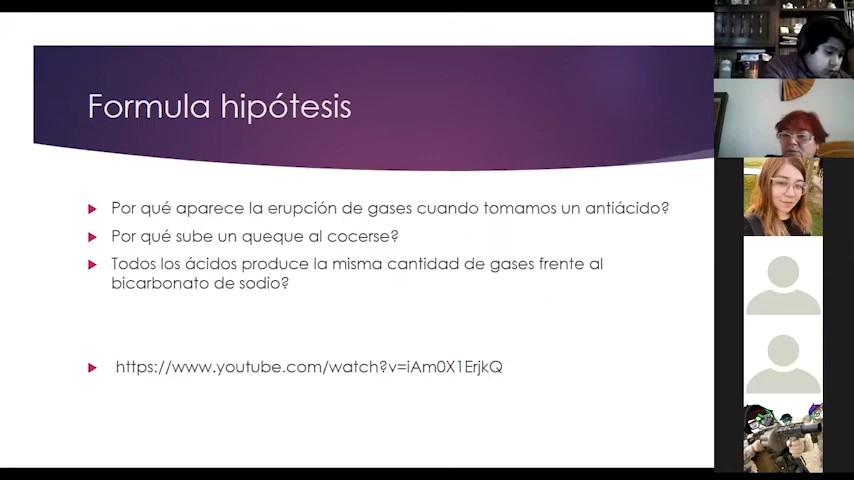 Formula hipótesis
Por qué aparece la erupción de gases cuando tomamos un antiácido?
Por qué sube un queque al cocerse?
Todos los ácidos produce la misma cantidad de gases frente al
bicarbonato de sodio?
https://www.youtube.com/watch?v=iAm0X1ErjkQ